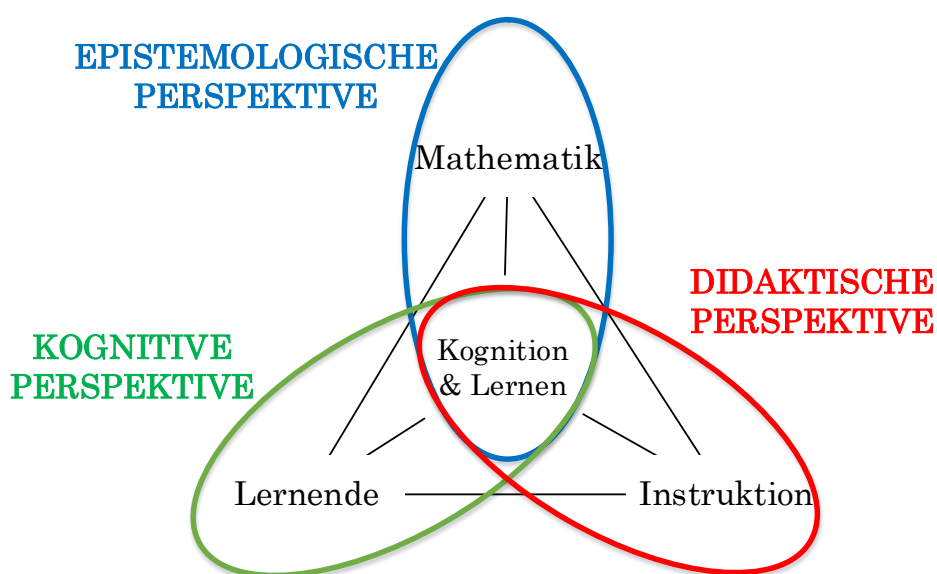 EPISTEMOLOGISCHE
PERSPEKTIVE
Mathematik
DIDAKTISCHE
PERSPEKTIVE
KOGNITIVE
PERSPEKTIVE
Kognition
& Lernen
Lernende
Instruktion